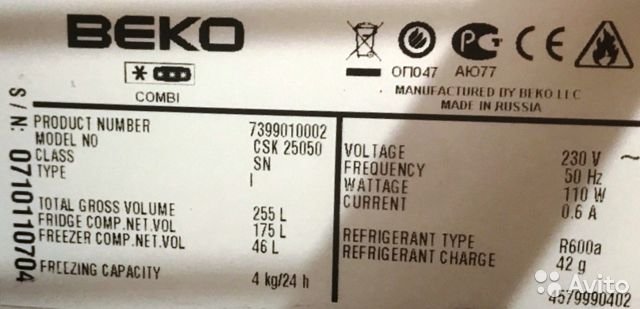 BEKO
COMBI
ОП047 АЮ77
MANUFACTURED BY BEKO LLC
MADE IN RUSSIA
S / N: 0710110704
PRODUCT NUMBER 7399010002
MODEL NO CSK 25050
CLASS SN
TYPE I
TOTAL GROSS VOLUME 255 L
FRIDGE COMP.NET.VOL 175 L
FREEZER COMP.NET.VOL 46 L
FREEZING CAPACITY 4 kg/24 h
VOLTAGE 230 V ~
FREQUENCY 50 Hz
WATTAGE 110 W
CURRENT 0.6 A
REFRIGERANT TYPE R600a
REFRIGERANT CHARGE 42 g
4579990402
Avito